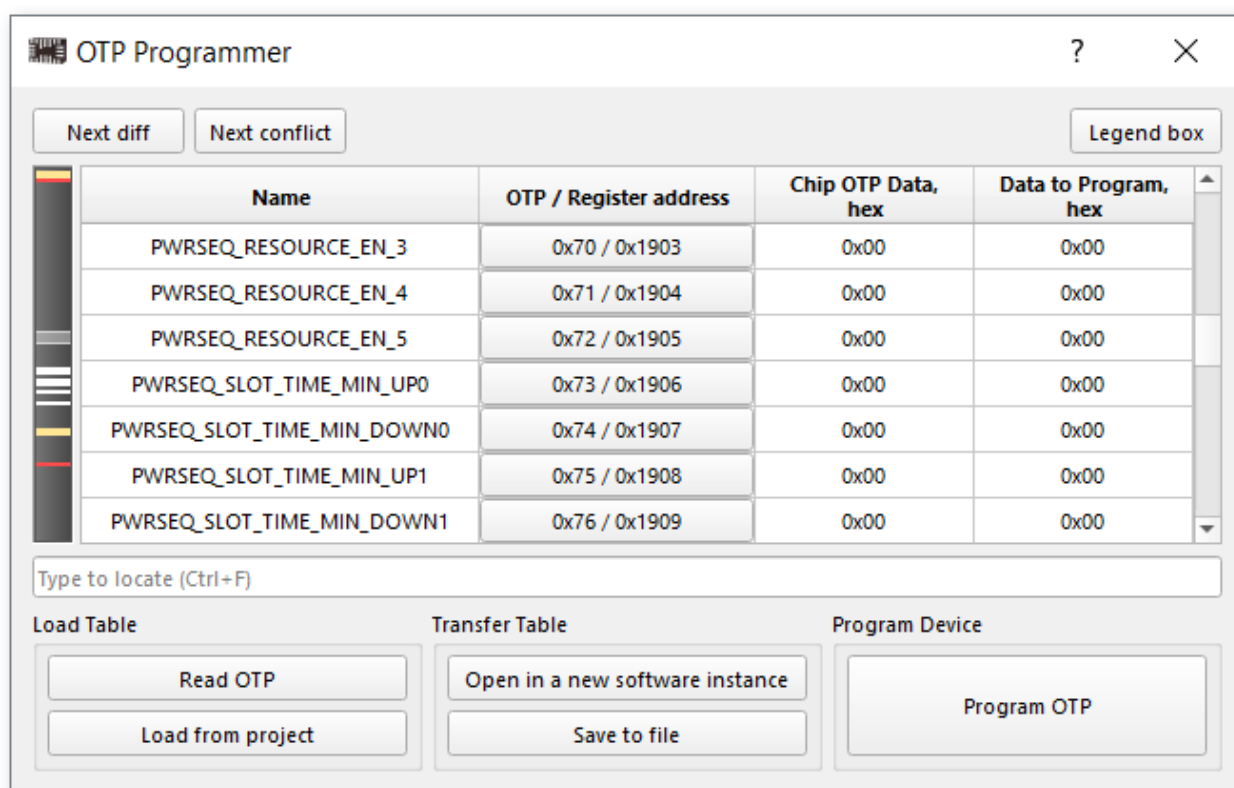 OTP Programmer ?
Next diff Next conflict Legend box
Name OTP / Register address Chip OTP Data, hex Data to Program, hex
PWRSEQ_RESOURCE_EN_3 0x70 / 0x1903 0x00 0x00
PWRSEQ_RESOURCE_EN_4 0x71 / 0x1904 0x00 0x00
PWRSEQ_RESOURCE_EN_5 0x72 / 0x1905 0x00 0x00
PWRSEQ_SLOT_TIME_MIN_UP0 0x73 / 0x1906 0x00 0x00
PWRSEQ_SLOT_TIME_MIN_DOWN0 0x74 / 0x1907 0x00 0x00
PWRSEQ_SLOT_TIME_MIN_UP1 0x75 / 0x1908 0x00 0x00
PWRSEQ_SLOT_TIME_MIN_DOWN1 0x76 / 0x1909 0x00 0x00
Type to locate (Ctrl+F)
Load Table Transfer Table Program Device
Read OTP Open in a new software instance Program OTP
Load from project Save to file